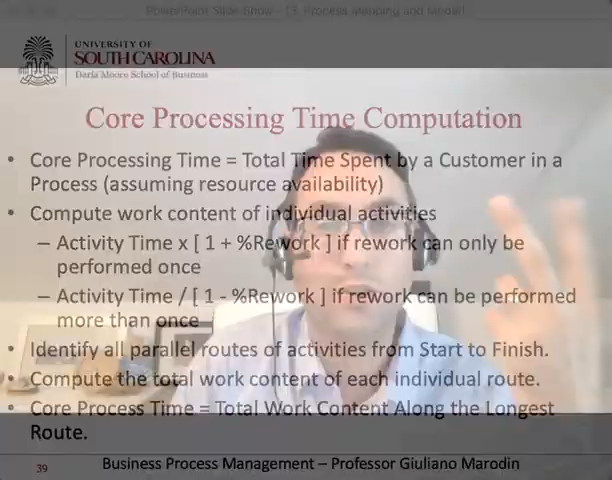 PowerPoint Slide Show - C3 Process Mapping and Modeli
UNIVERSITY OF
SOUTH CAROLINA
Darla Moore School of Business
Core Processing Time Computation
• Core Processing Time = Total Time Spent by a Customer in a
Process (assuming resource availability)
• Compute work content of individual activities
– Activity Time x [ 1 + %Rework ] if rework can only be
performed once
– Activity Time / [ 1 - %Rework ] if rework can be performed
more than once
• Identify all parallel routes of activities from Start to Finish.
• Compute the total work content of each individual route.
• Core Process Time = Total Work Content Along the Longest
Route.
39
Business Process Management – Professor Giuliano Marodin